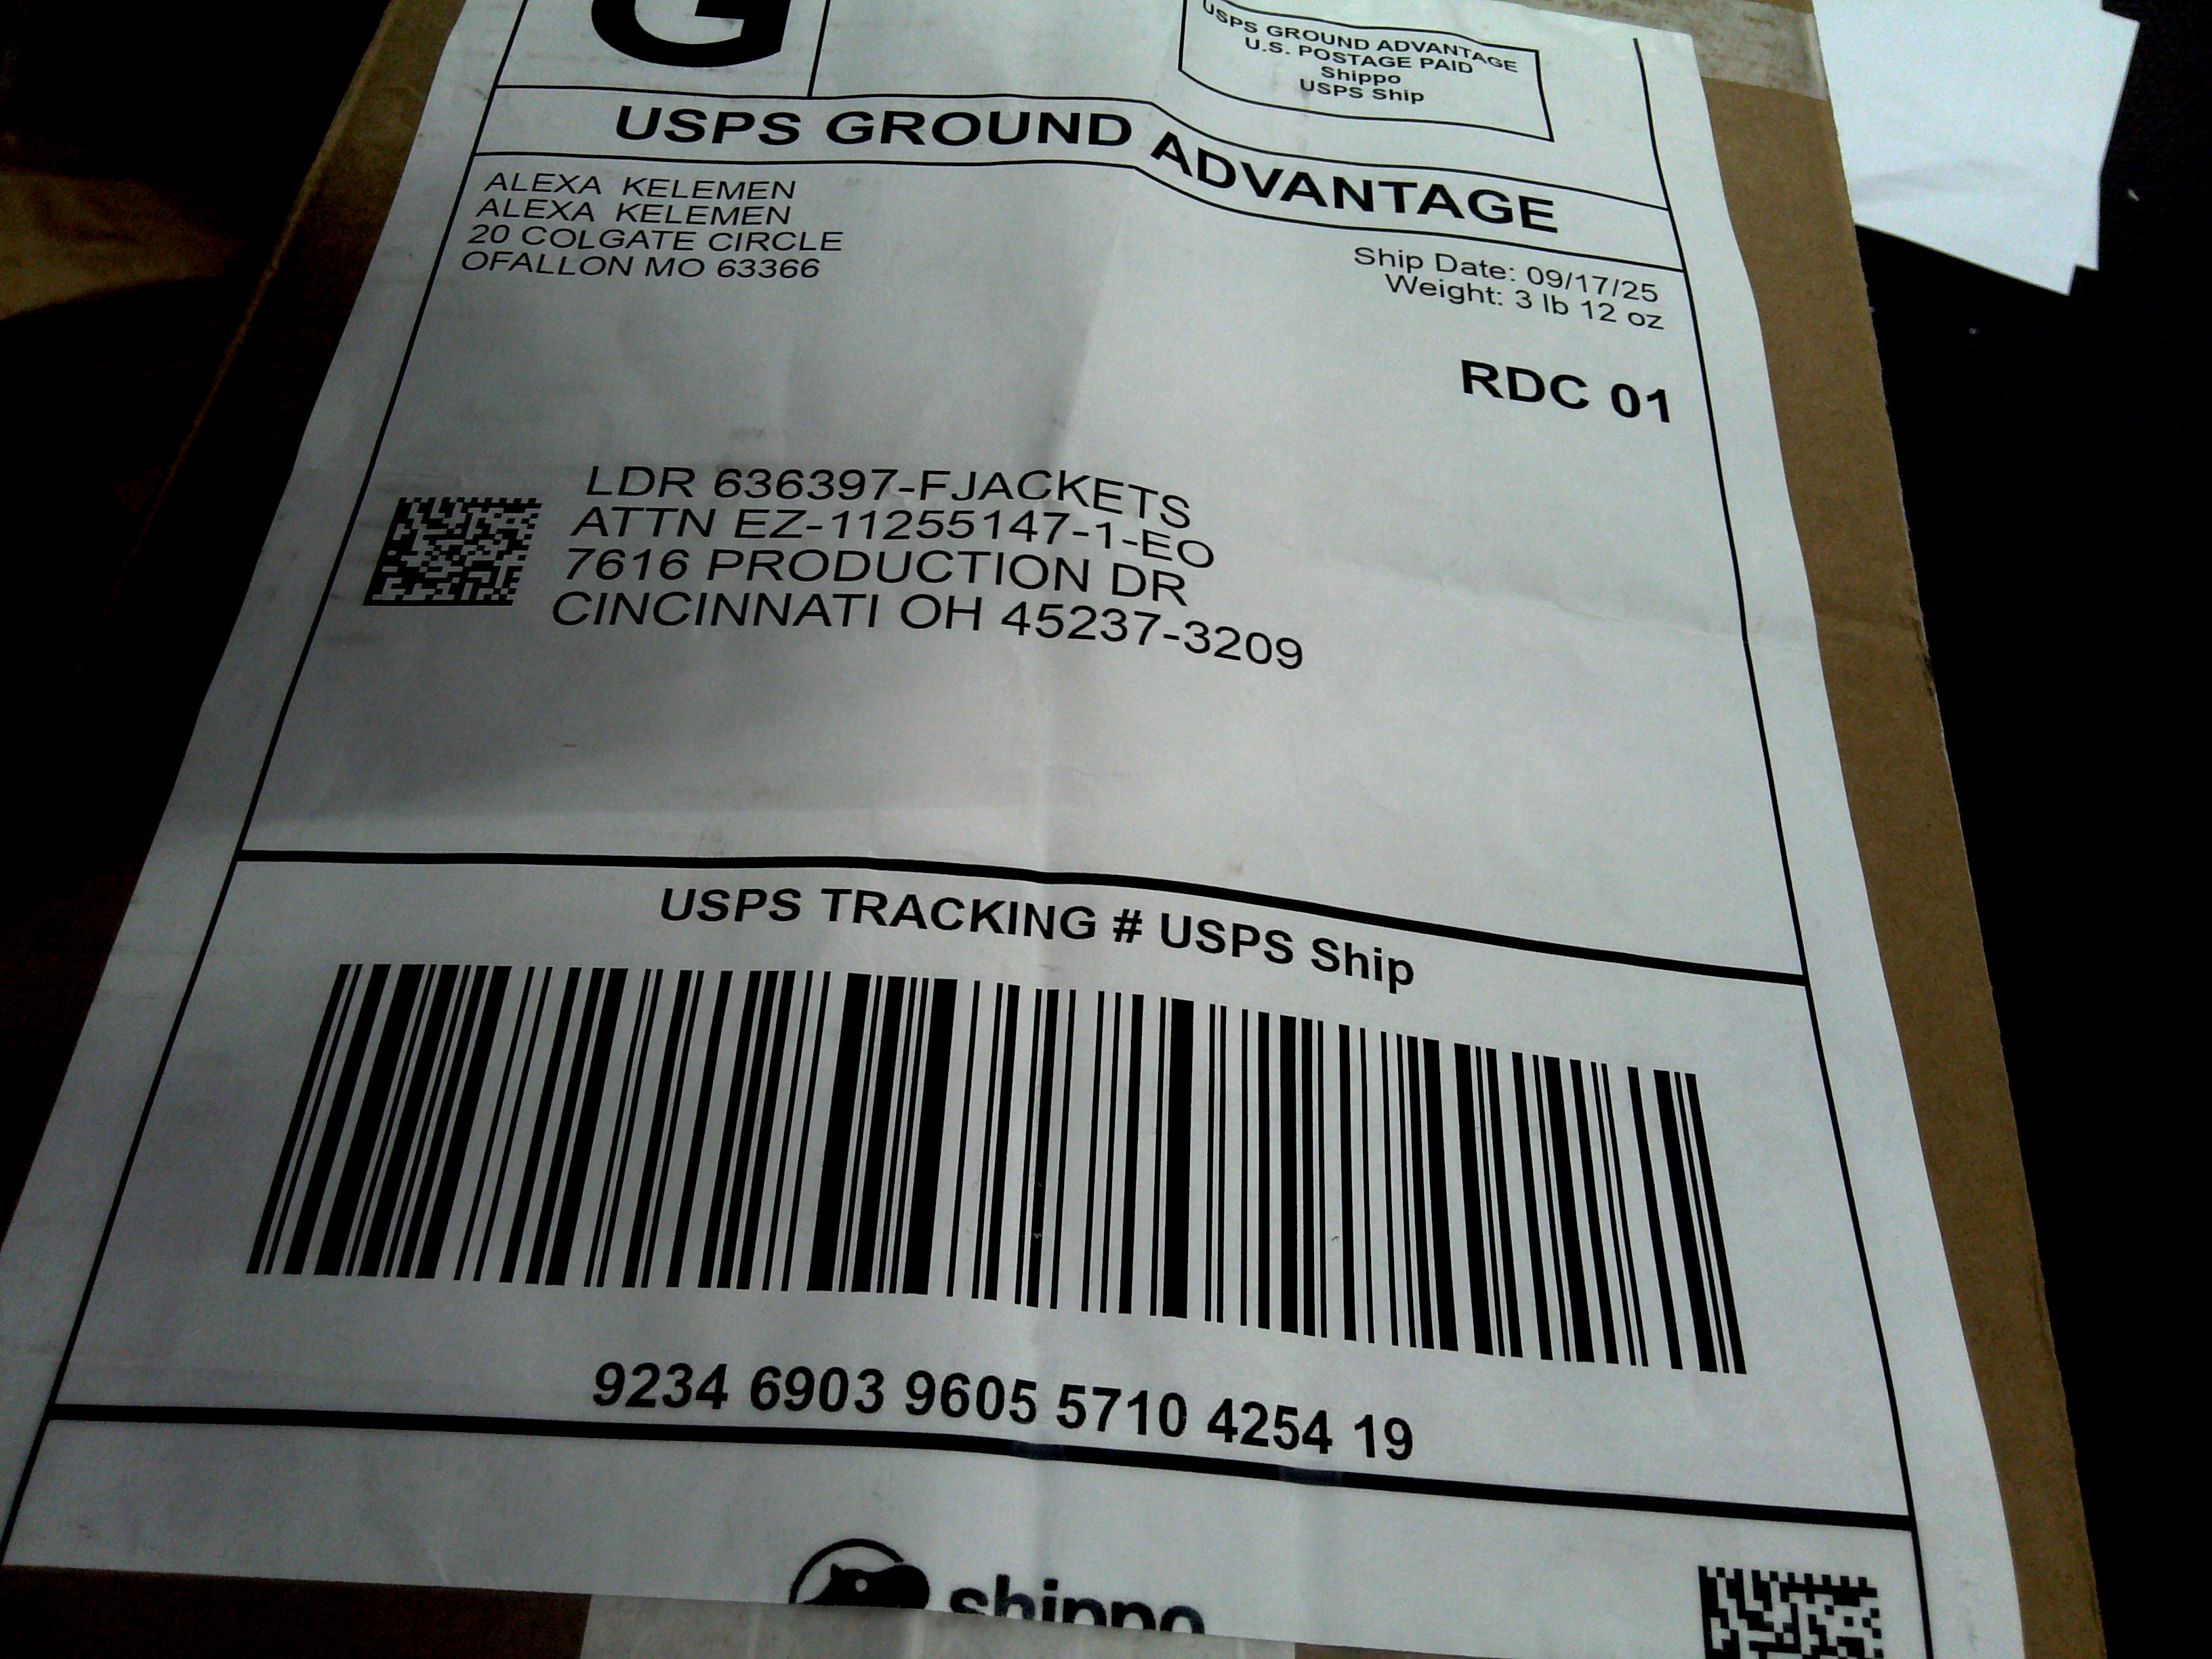 G
USPS GROUND ADVANTAGE
U.S. POSTAGE PAID
Shippo
USPS Ship
USPS GROUND ADVANTAGE
ALEXA KELEMEN
ALEXA KELEMEN
20 COLGATE CIRCLE
OFALLON MO 63366
Ship Date: 09/17/25
Weight: 3 lb 12 oz
RDC 01
LDR 636397-FJACKETS
ATTN EZ-11255147-1-EO
7616 PRODUCTION DR
CINCINNATI OH 45237-3209
USPS TRACKING # USPS Ship
9234 6903 9605 5710 4254 19
shippo